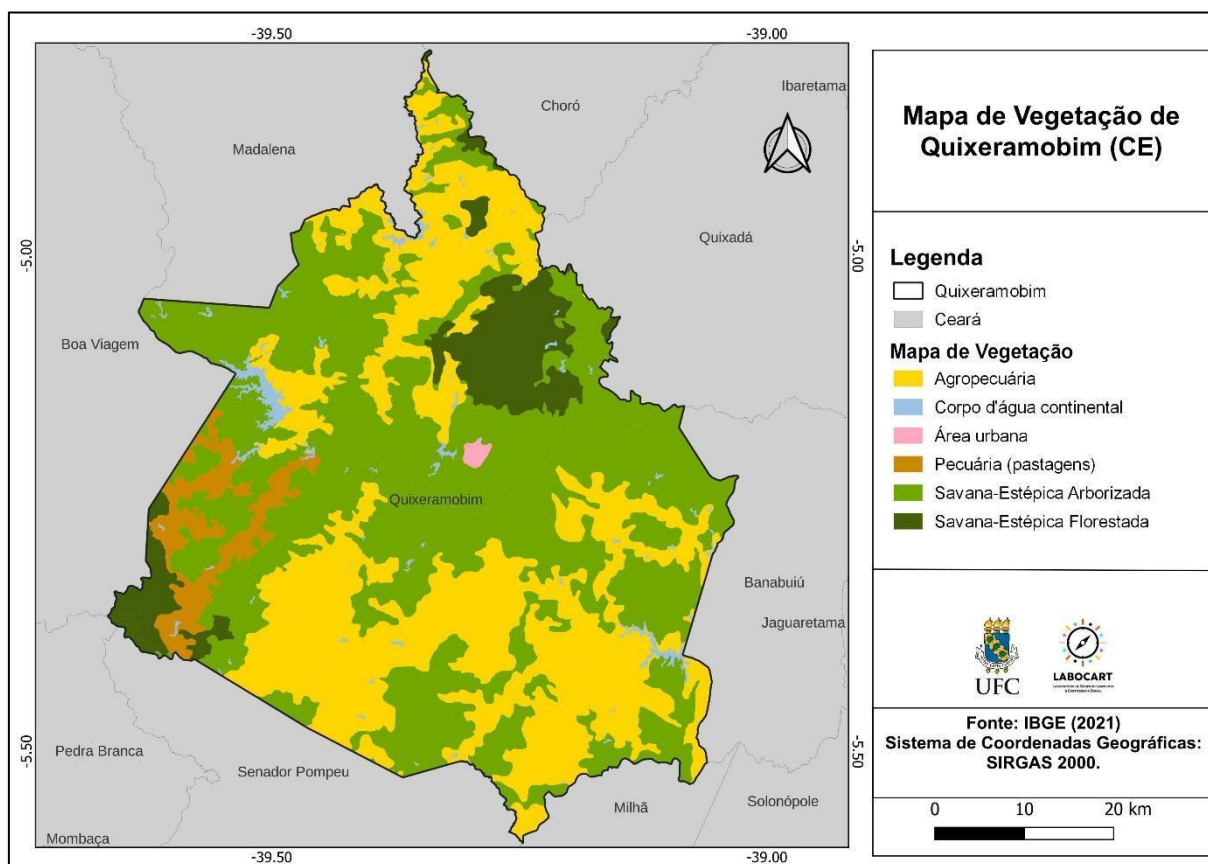 -39.50
-39.00
Ibaretama
Choró
Madalena
Quixadá
-5.00
-5.00
Boa Viagem
Quixeramobim
Banabuiú
Jaguaretama
-5.50
-5.50
Pedra Branca
Senador Pompeu
Milhã
Solonópole
Mombaça
-39.50
-39.00
Mapa de Vegetação de
Quixeramobim (CE)
Legenda
Quixeramobim
Ceará
Mapa de Vegetação
Agropecuária
Corpo d'água continental
Área urbana
Pecuária (pastagens)
Savana-Estépica Arborizada
Savana-Estépica Florestada
UFC
LABOCART
Fonte: IBGE (2021)
Sistema de Coordenadas Geográficas:
SIRGAS 2000.
0 10 20 km